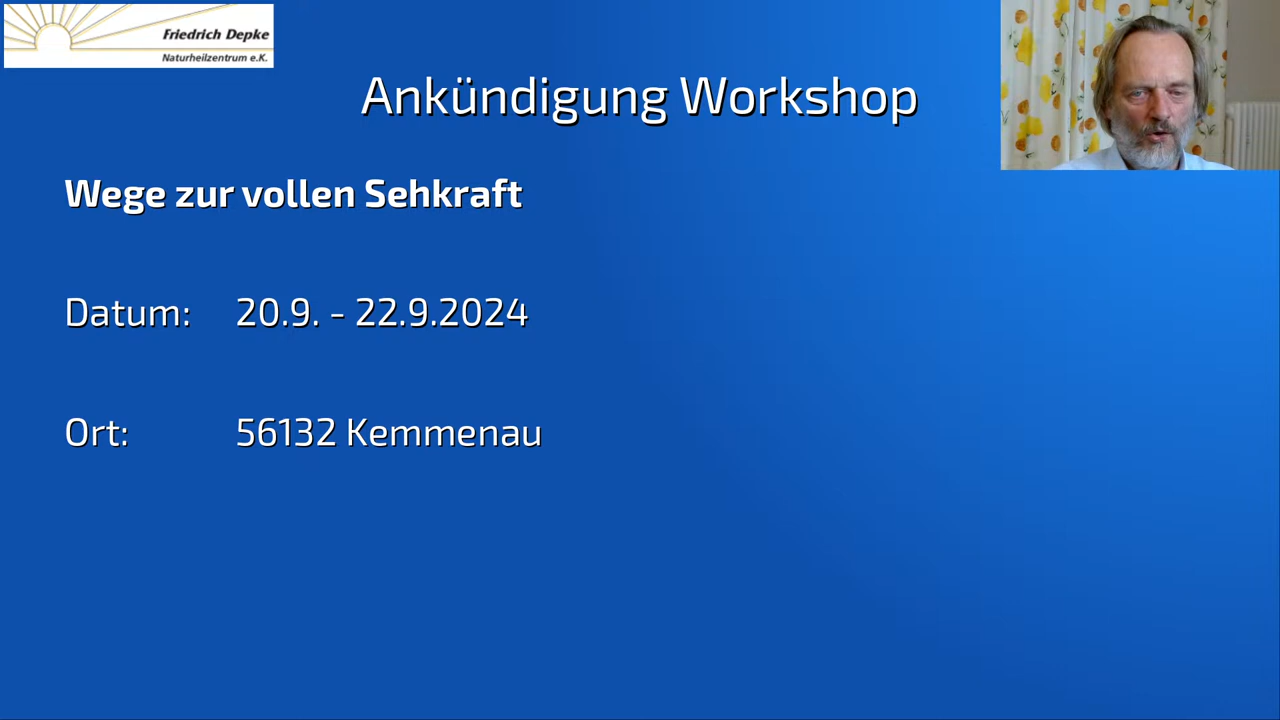 Friedrich Depke
Naturheilzentrum e.K.
Ankündigung Workshop
Wege zur vollen Sehkraft
Datum: 20.9. - 22.9.2024
Ort: 56132 Kemmenau